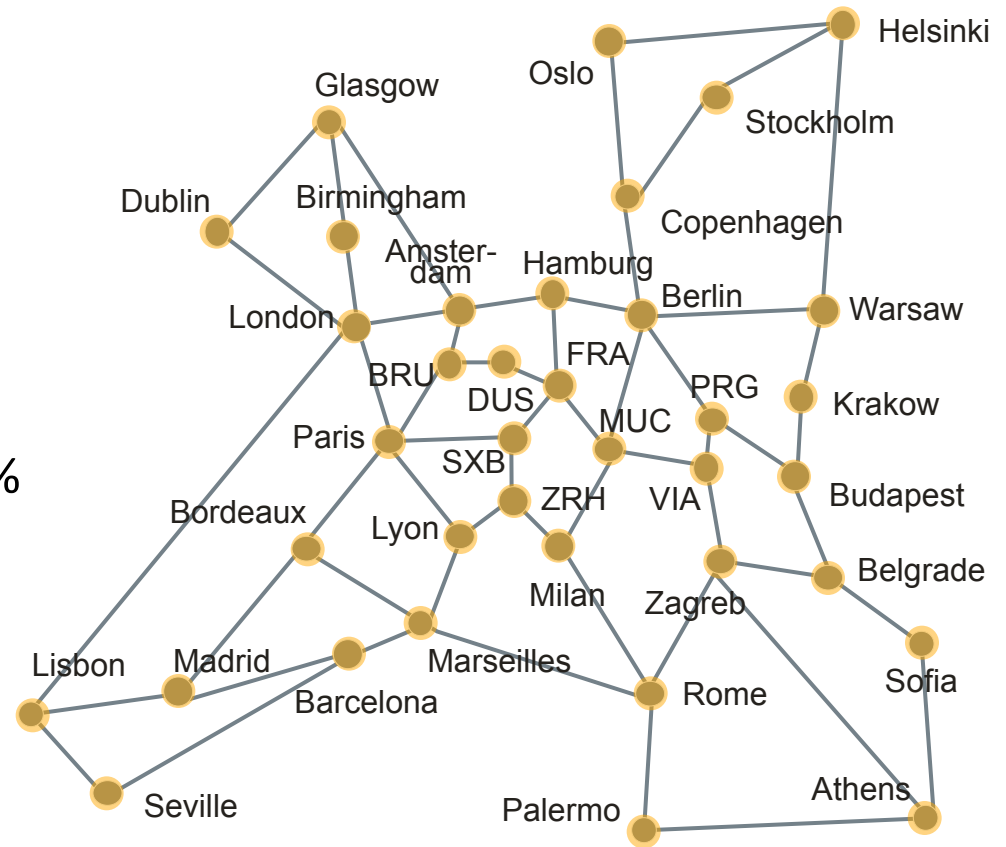 Helsinki
Oslo
Glasgow
Stockholm
Dublin
Birmingham
Copenhagen
Amster-
dam
Hamburg
Berlin
London
Warsaw
FRA
BRU
DUS
PRG
Krakow
MUC
Paris
SXB
%
ZRH
VIA
Budapest
Bordeaux
Lyon
Belgrade
Milan
Zagreb
Lisbon
Madrid
Marseilles
Sofia
Barcelona
Rome
Athens
Seville
Palermo